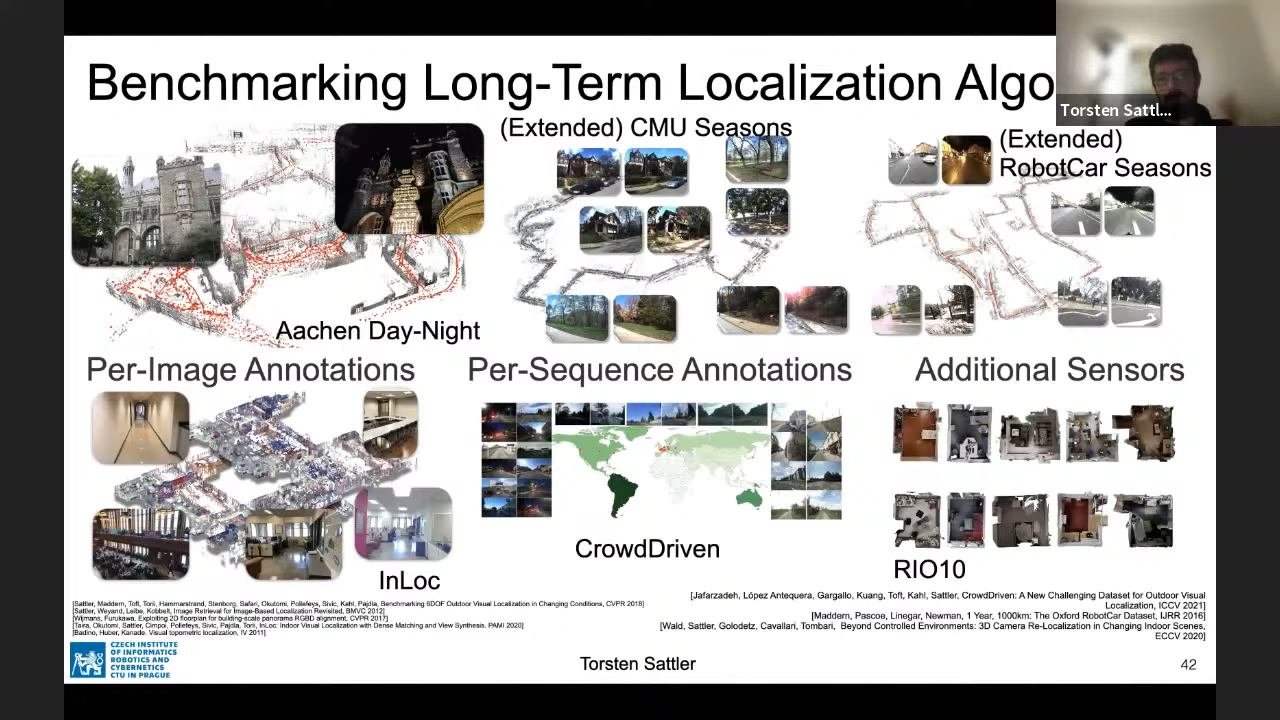 Benchmarking Long-Term Localization Algo
Torsten Sattl...
(Extended) CMU Seasons
(Extended)
RobotCar Seasons
Aachen Day-Night
Per-Image Annotations
Per-Sequence Annotations
Additional Sensors
CrowdDriven
InLoc
RIO10
[Sattler, Maddern, Toft, Torii, Hammarstrand, Stenborg, Safari, Okutomi, Pollefeys, Sivic, Kahl, Pajdla, Benchmarking 6DOF Outdoor Visual Localization in Changing Conditions, CVPR 2018]
[Sattler, Weyand, Leibe, Kobbelt, Image Retrieval for Image-Based Localization Revisited, BMVC 2012]
[Wijmans, Furukawa. Exploiting 2D floorplan for building-scale panorama RGBD alignment, CVPR 2017]
[Taira, Okutomi, Sattler, Cimpoi, Pollefeys, Sivic, Pajdla, Torii, InLoc: Indoor Visual Localization with Dense Matching and View Synthesis. PAMI 2020]
[Badino, Huber, Kanade. Visual topometric localization, IV 2011]
[Jafarzadeh, López Antequera, Gargallo, Kuang, Toft, Kahl, Sattler, CrowdDriven: A New Challenging Dataset for Outdoor Visual
Localization, ICCV 2021]
[Maddern, Pascoe, Linegar, Newman, 1 Year, 1000km: The Oxford RobotCar Dataset, IJRR 2016]
[Wald, Sattler, Golodetz, Cavallari, Tombari, Beyond Controlled Environments: 3D Camera Re-Localization in Changing Indoor Scenes,
ECCV 2020]
CZECH INSTITUTE
OF INFORMATICS
ROBOTICS AND
CYBERNETICS
CTU IN PRAGUE
Torsten Sattler
42